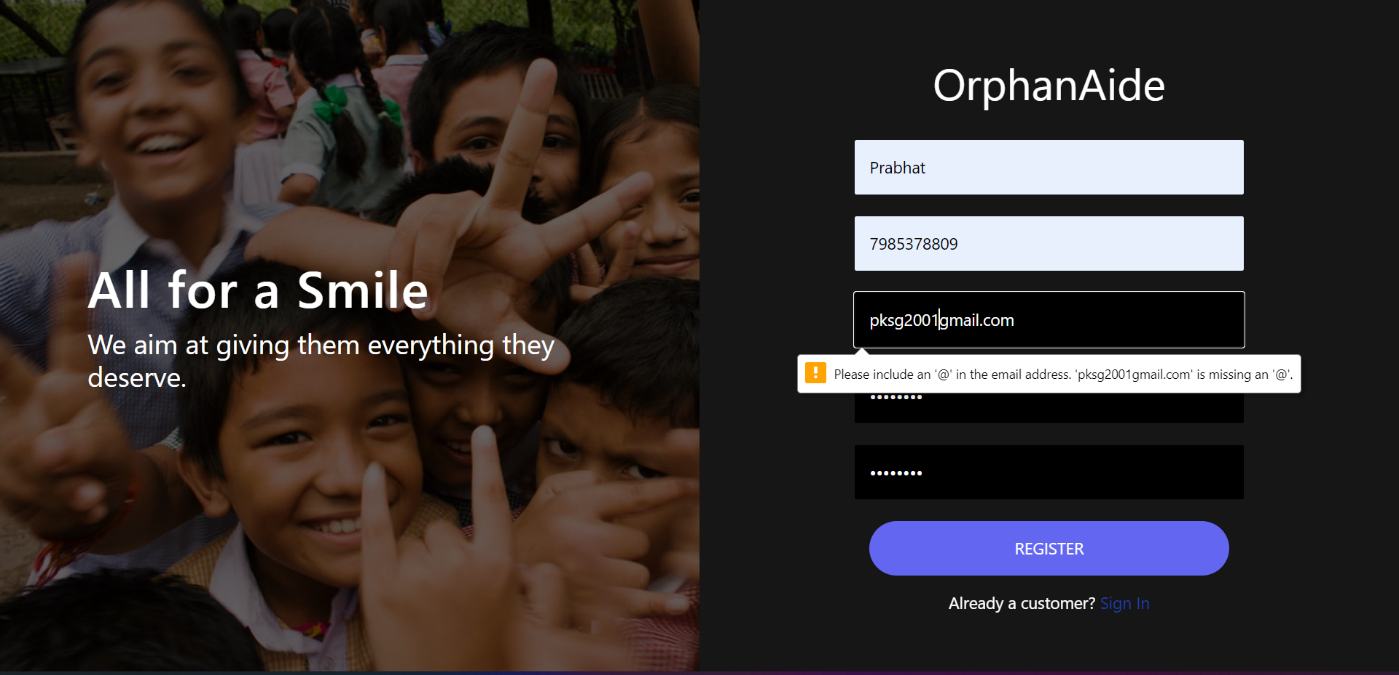 OrphanAide
Prabhat
7985378809
All for a Smile
pksg2001gmail.com
We aim at giving them everything they
deserve.
Please include an '@' in the email address. 'pksg2001gmail.com' is missing an '@'.
••••••••
••••••••
REGISTER
Already a customer? Sign In